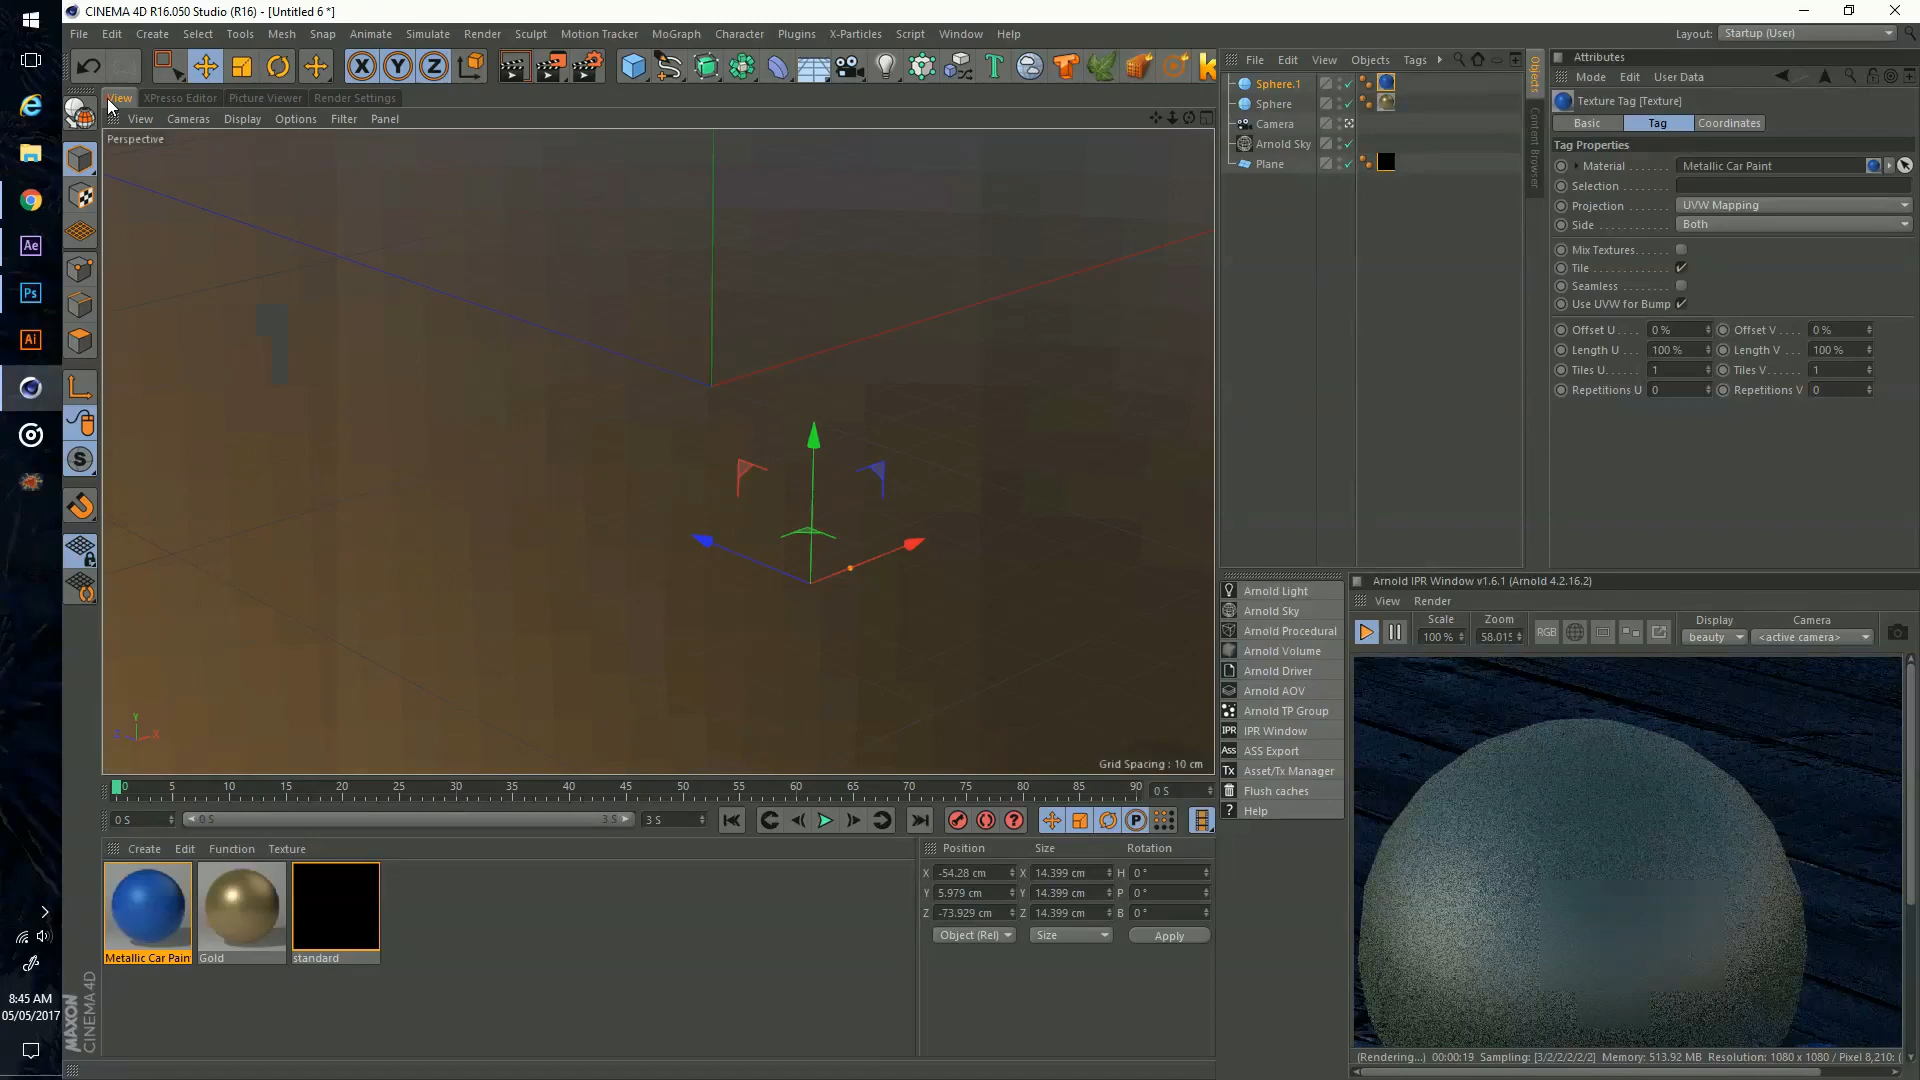 CINEMA 4D R16.050 Studio (R16) - [Untitled 6 *]
File Edit Create Select Tools Mesh Snap Animate Simulate Render Sculpt Motion Tracker MoGraph Character Plugins X-Particles Script Window Help
Layout: Startup (User)
View XPresso Editor Picture Viewer Render Settings
View Cameras Display Options Filter Panel
Perspective
Grid Spacing : 10 cm
0 5 10 15 20 25 30 35 40 45 50 55 60 65 70 75 80 85 90 0 S
0 S 0 S 3 S 3 S
Create Edit Function Texture
Metallic Car Pain Gold standard
Position Size Rotation
X -54.28 cm X 14.399 cm H 0 °
Y 5.979 cm Y 14.399 cm P 0 °
Z -73.929 cm Z 14.399 cm B 0 °
Object (Rel) Size Apply
File Edit View Objects Tags
Sphere.1
Sphere
Camera
Arnold Sky
Plane
Objects
Content Browser
Attributes
Mode Edit User Data
Texture Tag [Texture]
Basic Tag Coordinates
Tag Properties
Material Metallic Car Paint
Selection
Projection UVW Mapping
Side Both
Mix Textures
Tile
Seamless
Use UVW for Bump
Offset U 0 % Offset V 0 %
Length U 100 % Length V 100 %
Tiles U 1 Tiles V 1
Repetitions U 0 Repetitions V 0
Arnold Light
Arnold Sky
Arnold Procedural
Arnold Volume
Arnold Driver
Arnold AOV
Arnold TP Group
IPR IPR Window
Ass ASS Export
Tx Asset/Tx Manager
Flush caches
? Help
Arnold IPR Window v1.6.1 (Arnold 4.2.16.2)
View Render
Scale Zoom Display Camera
100 % 58.015 RGB beauty <active camera>
(Rendering...) 00:00:19 Sampling: [3/2/2/2/2/2] Memory: 513.92 MB Resolution: 1080 x 1080 / Pixel 8,210: (
Ae
Ps
Ai
8:45 AM
05/05/2017
MAXON
CINEMA 4D
X Y Z
S
P
Y
Z X